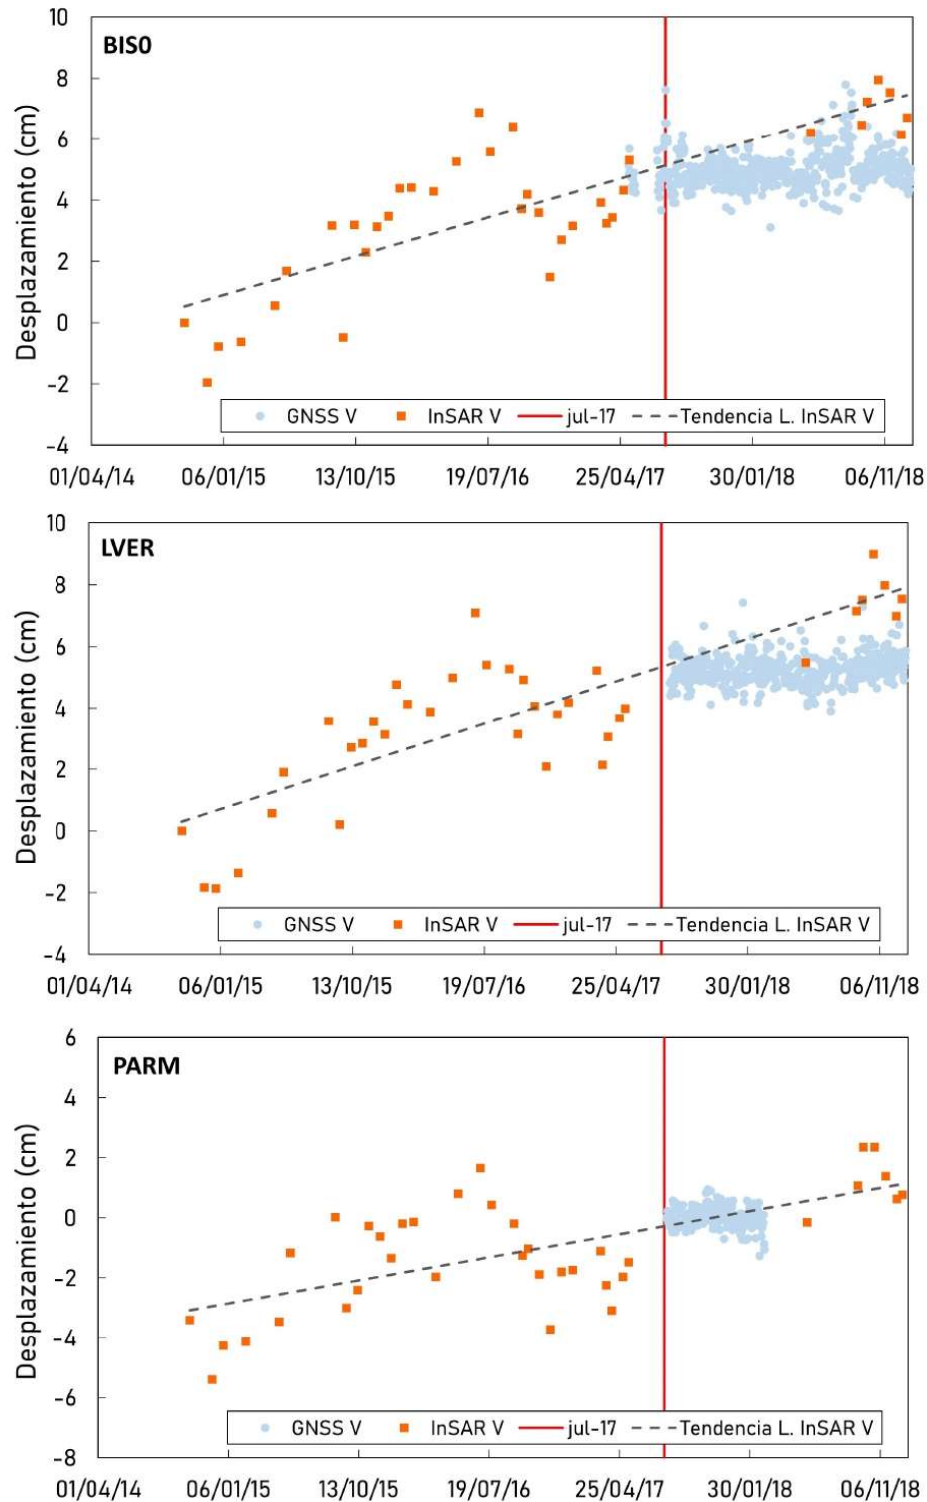 BIS0
Desplazamiento (cm)
10
8
6
4
2
0
-2
-4
GNSS V InSAR V jul-17 Tendencia L. InSAR V
01/04/14 06/01/15 13/10/15 19/07/16 25/04/17 30/01/18 06/11/18
LVER
Desplazamiento (cm)
10
8
6
4
2
0
-2
-4
GNSS V InSAR V jul-17 Tendencia L. InSAR V
01/04/14 06/01/15 13/10/15 19/07/16 25/04/17 30/01/18 06/11/18
PARM
Desplazamiento (cm)
6
4
2
0
-2
-4
-6
-8
GNSS V InSAR V jul-17 Tendencia L. InSAR V
01/04/14 06/01/15 13/10/15 19/07/16 25/04/17 30/01/18 06/11/18